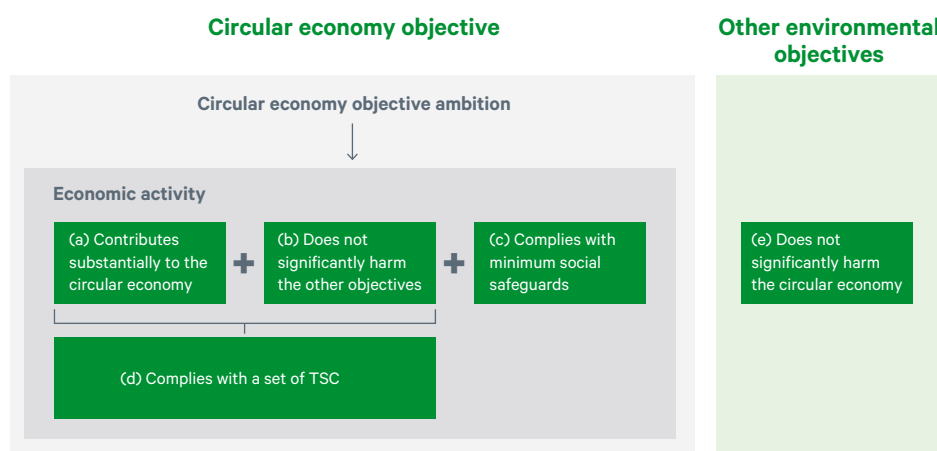 Circular economy objective
Other environmental
objectives
Circular economy objective ambition
Economic activity
(a) Contributes
substantially to the
circular economy
+
(b) Does not
significantly harm
the other objectives
+
(c) Complies with
minimum social
safeguards
(e) Does not
significantly harm
the circular economy
(d) Complies with a set of TSC